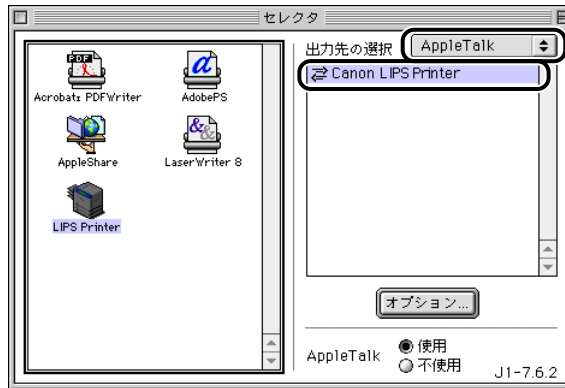 セレクタ
PDF
Acrobat™ PDFWriter
AdobePS
AppleShare
LaserWriter 8
LIPS Printer
出力先の選択
AppleTalk
Canon LIPS Printer
オプション...
AppleTalk
使用
不使用
J1-7.6.2